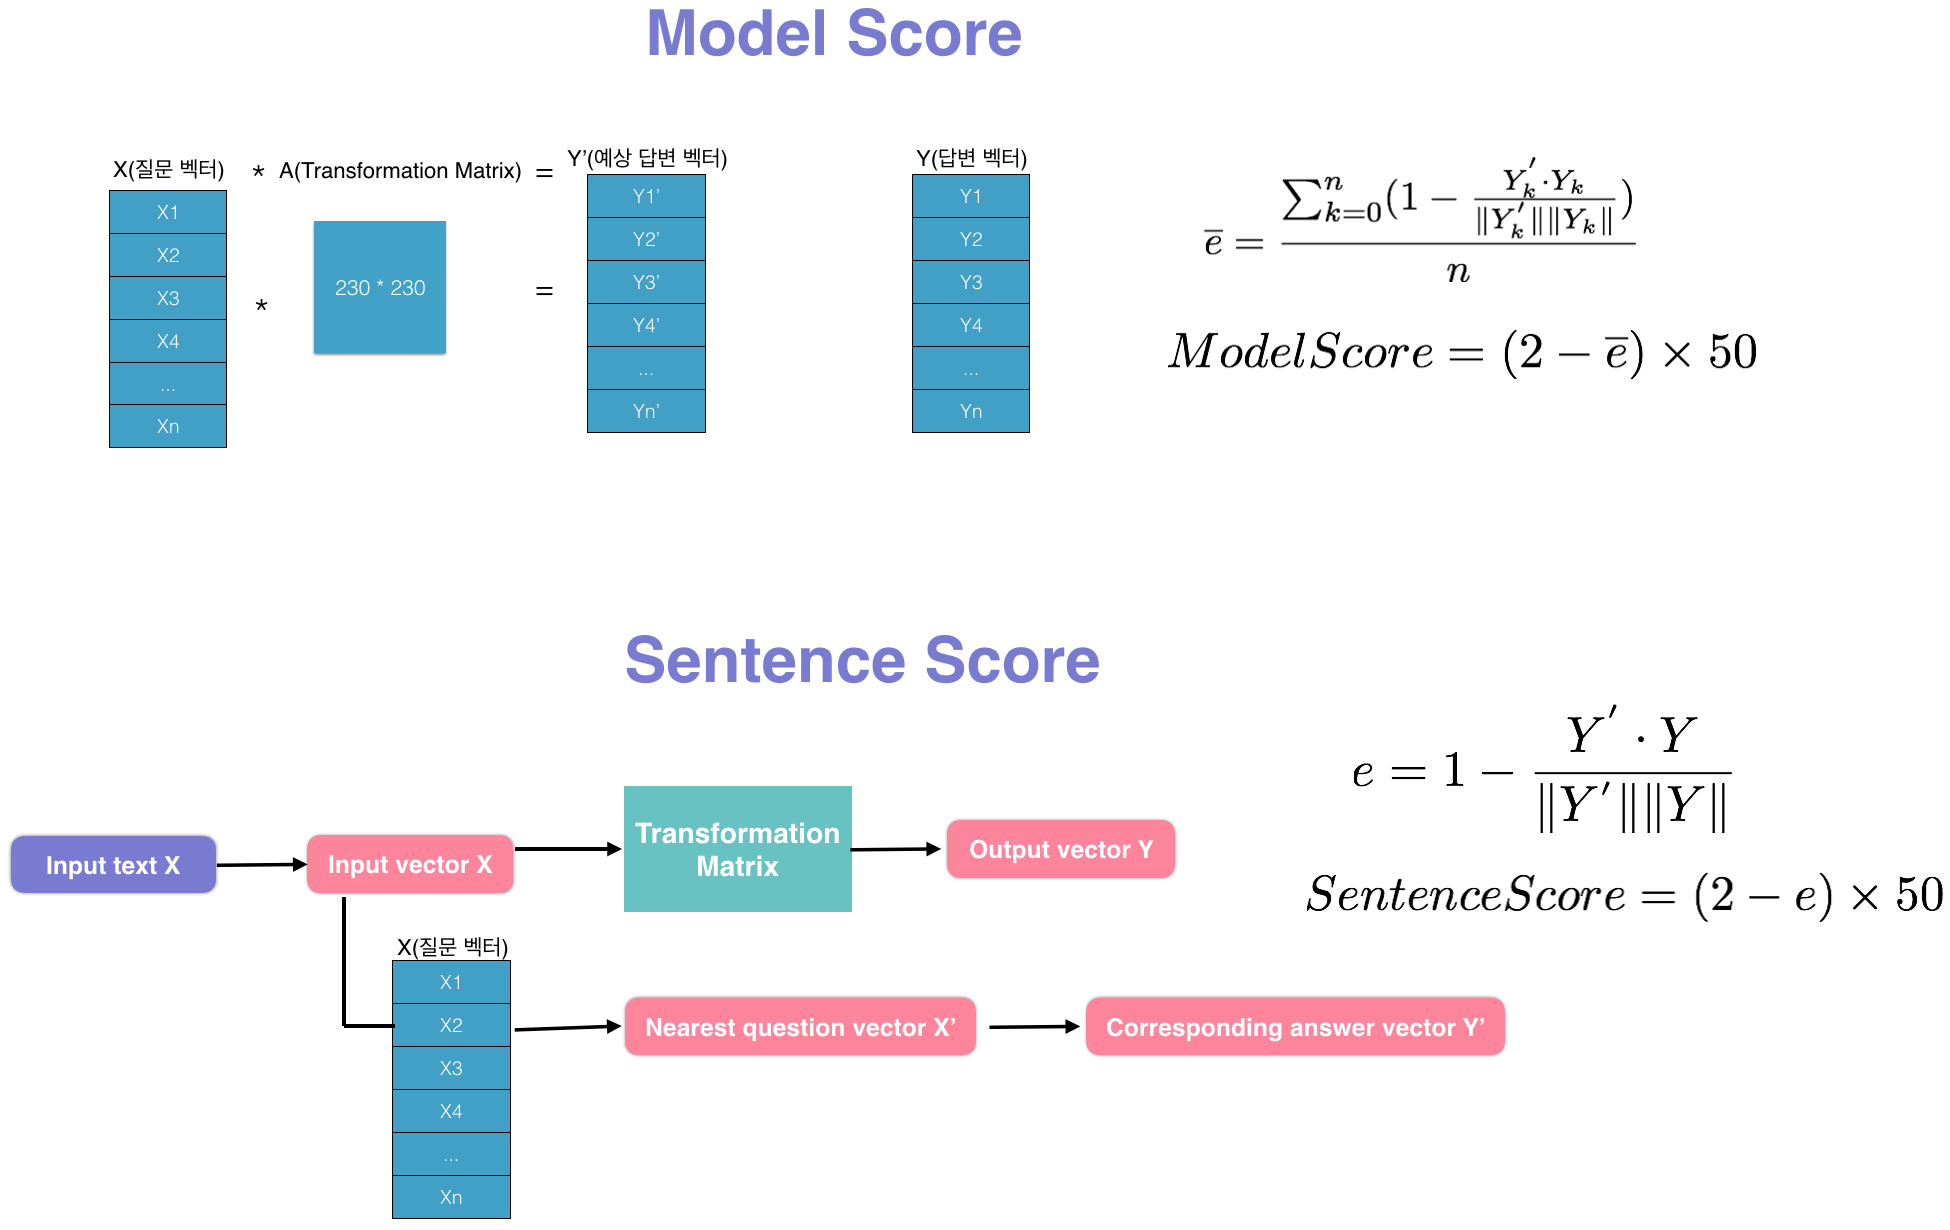 Model Score
X(질문 벡터) * A(Transformation Matrix) = Y’(예상 답변 벡터)
Y(답변 벡터)
X1
X2
X3
X4
...
Xn
*
230 * 230
=
Y1’
Y2’
Y3’
Y4’
...
Yn’
Y1
Y2
Y3
Y4
...
Yn
\overline{e} = \frac{\sum_{k=0}^{n}(1 - \frac{Y_k^{'} \cdot Y_k}{\|Y_k^{'}\|\|Y_k\|})}{n}
ModelScore = (2 − \overline{e}) × 50
Sentence Score
Input text X
Input vector X
Transformation
Matrix
Output vector Y
e = 1 - \frac{Y^{'} \cdot Y}{\|Y^{'}\|\|Y\|}
SentenceScore = (2 − e) × 50
X(질문 벡터)
X1
X2
X3
X4
...
Xn
Nearest question vector X’
Corresponding answer vector Y’